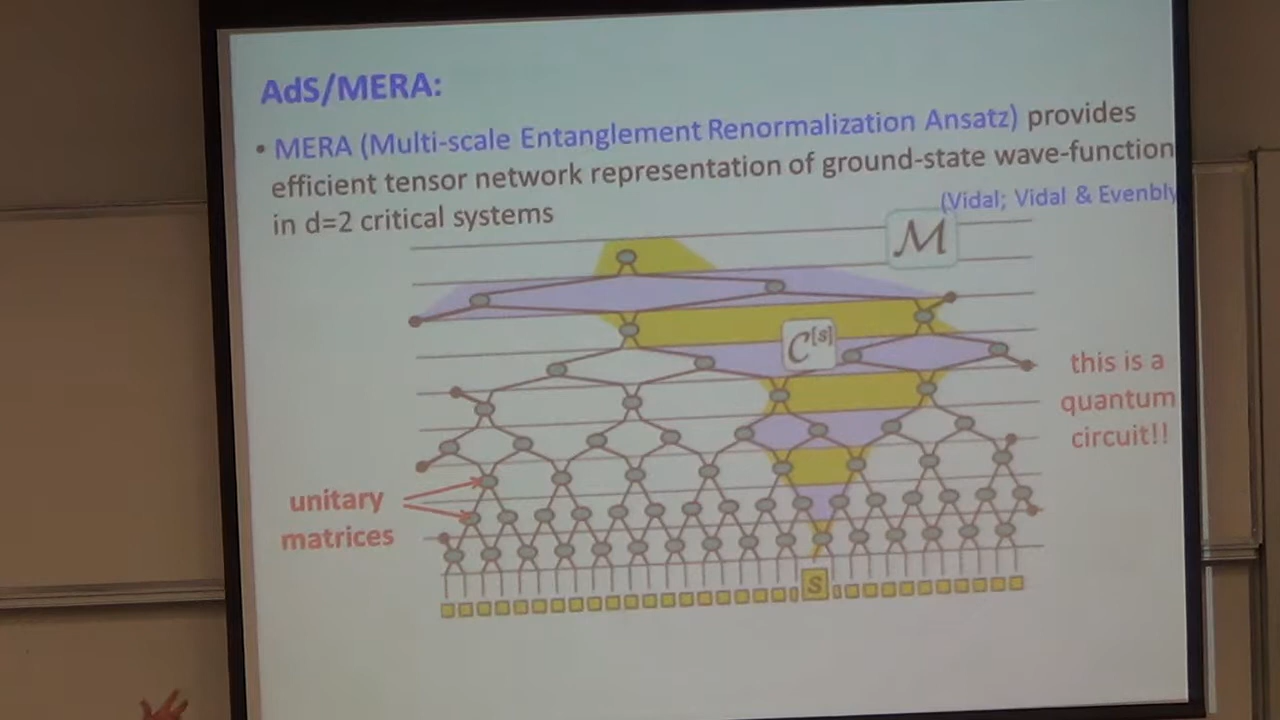 AdS/MERA:
• MERA (Multi-scale Entanglement Renormalization Ansatz) provides
efficient tensor network representation of ground-state wave-function
in d=2 critical systems
(Vidal; Vidal & Evenbly
M
C[s]
this is a
quantum
circuit!!
unitary
matrices
s